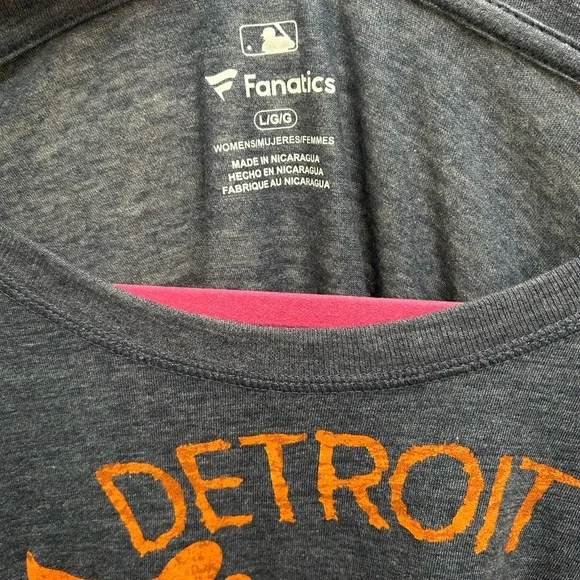 Fanatics
L/G/G
WOMENS/MUJERES/FEMMES
MADE IN NICARAGUA
HECHO EN NICARAGUA
FABRIQUE AU NICARAGUA
DETROIT